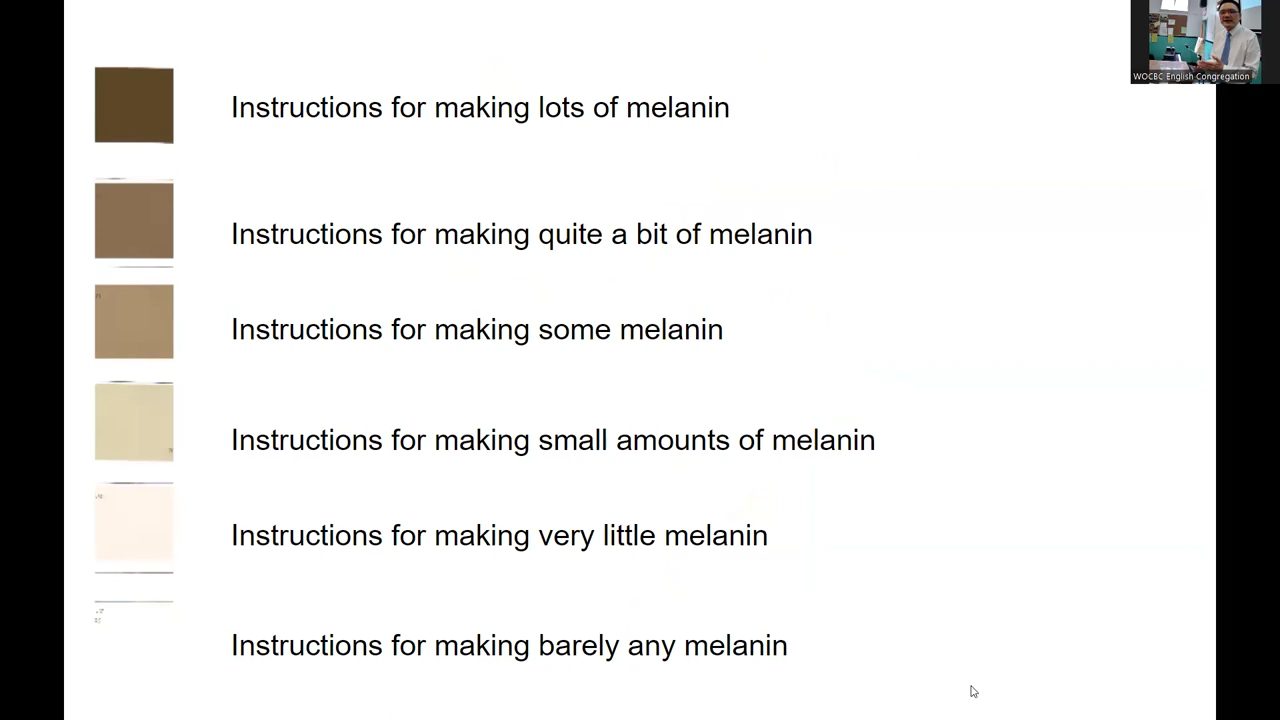 WOCBC English Congregation
Instructions for making lots of melanin
Instructions for making quite a bit of melanin
Instructions for making some melanin
Instructions for making small amounts of melanin
Instructions for making very little melanin
Instructions for making barely any melanin